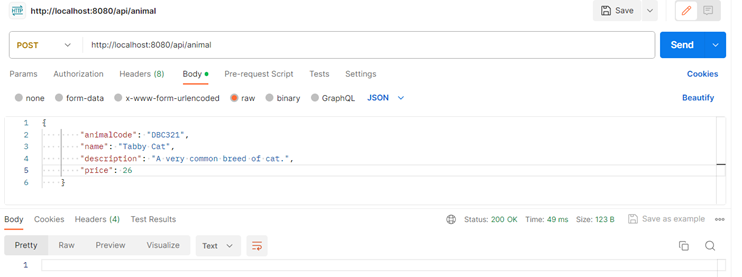 HTTP http://localhost:8080/api/animal Save
POST http://localhost:8080/api/animal Send
Params Authorization Headers (8) Body Pre-request Script Tests Settings Cookies
none form-data x-www-form-urlencoded raw binary GraphQL JSON Beautify
1 {
2 "animalCode": "DBC321",
3 "name": "Tabby Cat",
4 "description": "A very common breed of cat.",
5 "price": 26
6 }
Body Cookies Headers (4) Test Results Status: 200 OK Time: 49 ms Size: 123 B Save as example
Pretty Raw Preview Visualize Text
1